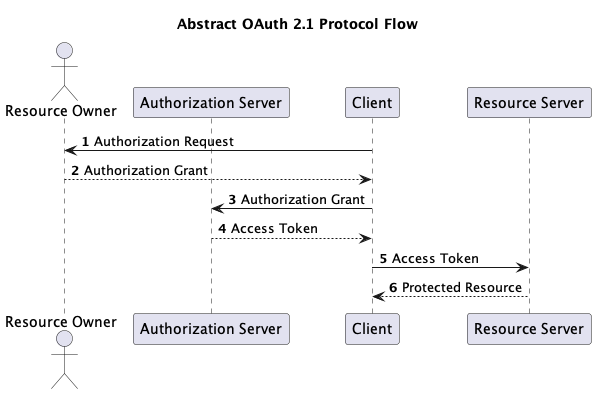 Abstract OAuth 2.1 Protocol Flow
Resource Owner
Authorization Server
Client
Resource Server
1 Authorization Request
2 Authorization Grant
3 Authorization Grant
4 Access Token
5 Access Token
6 Protected Resource
Resource Owner
Authorization Server
Client
Resource Server